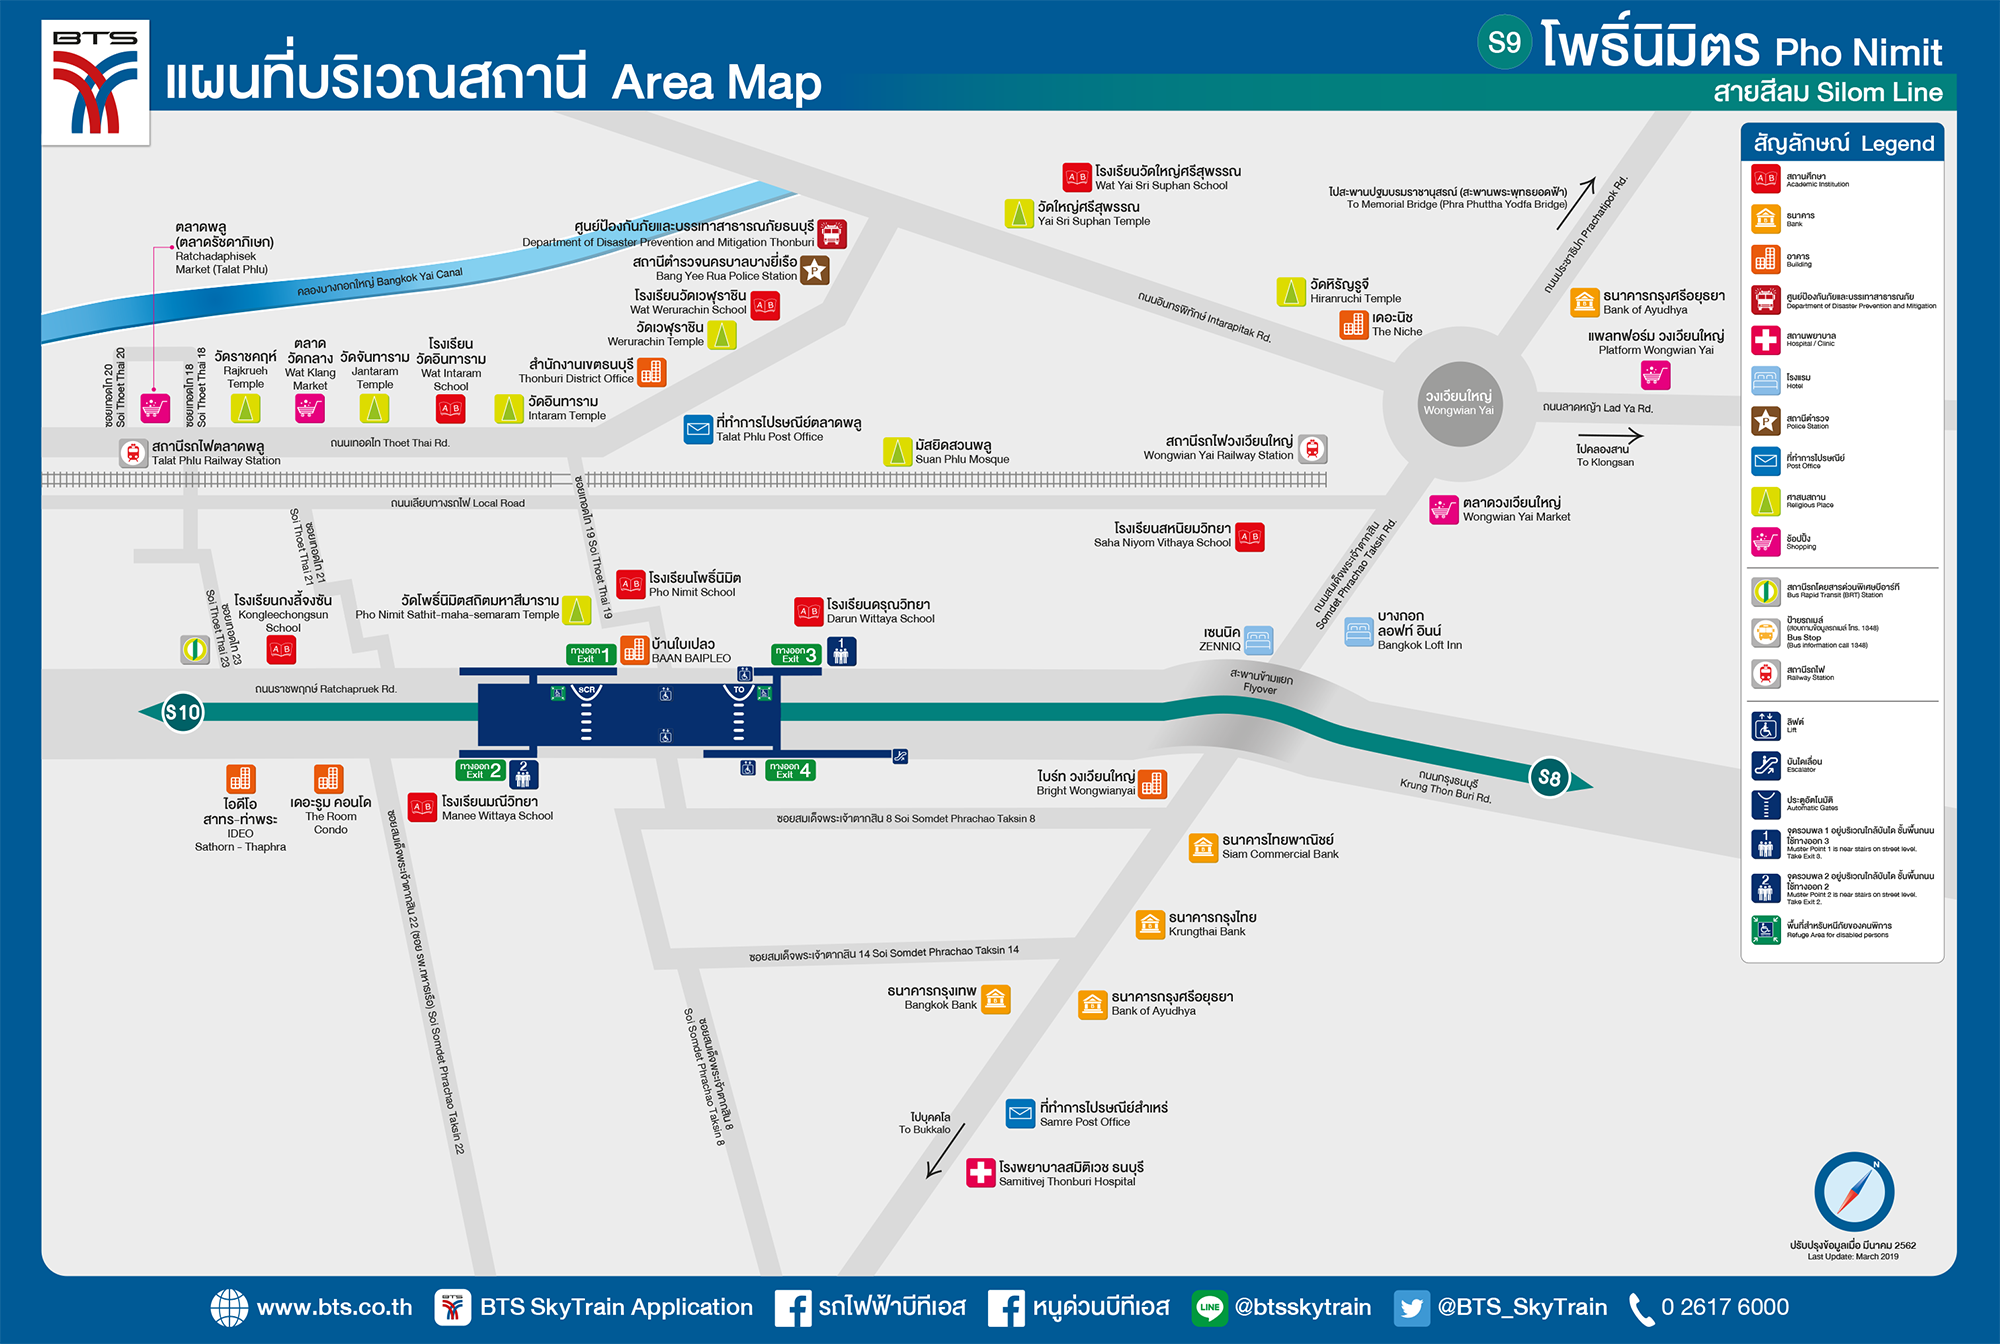 BTS
แผนที่บริเวณสถานี Area Map
S9 โพธิ์นิมิตร Pho Nimit
สายสีลม Silom Line
สัญลักษณ์ Legend
สถานศึกษา
Academic Institution
ธนาคาร
Bank
อาคาร
Building
ศูนย์ป้องกันภัยและบรรเทาสาธารณภัย
Department of Disaster Prevention and Mitigation
สถานพยาบาล
Hospital / Clinic
โรงแรม
Hotel
สถานีตำรวจ
Police Station
ที่ทำการไปรษณีย์
Post Office
ศาสนสถาน
Religious Place
ช้อปปิ้ง
Shopping
สถานีรถโดยสารด่วนพิเศษบีอาร์ที
Bus Rapid Transit (BRT) Station
ป้ายรถเมล์
(สอบถามข้อมูลรถเมล์ โทร. 1348)
Bus Stop
(Bus information call 1348)
สถานีรถไฟ
Railway Station
ลิฟต์
Lift
บันไดเลื่อน
Escalator
ประตูอัตโนมัติ
Automatic Gates
จุดรวมพล 1 อยู่บริเวณใกล้บันได ชั้นพื้นถนน
ใช้ทางออก 3
Muster Point 1 is near stairs on street level.
Take Exit 3.
จุดรวมพล 2 อยู่บริเวณใกล้บันได ชั้นพื้นถนน
ใช้ทางออก 2
Muster Point 2 is near stairs on street level.
Take Exit 2.
พื้นที่สำหรับหนีภัยของคนพิการ
Refuge Area for disabled persons
โรงเรียนวัดใหญ่ศรีสุพรรณ
Wat Yai Sri Suphan School
วัดใหญ่ศรีสุพรรณ
Yai Sri Suphan Temple
ไปสะพานปฐมบรมราชานุสรณ์ (สะพานพระพุทธยอดฟ้า)
To Memorial Bridge (Phra Phuttha Yodfa Bridge)
ถนนประชาธิปก Prachatipok Rd.
ตลาดพลู
(ตลาดรัชดาภิเษก)
Ratchadaphisek
Market (Talat Phlu)
คลองบางกอกใหญ่ Bangkok Yai Canal
ศูนย์ป้องกันภัยและบรรเทาสาธารณภัยธนบุรี
Department of Disaster Prevention and Mitigation Thonburi
สถานีตำรวจนครบาลบางยี่เรือ
Bang Yee Rua Police Station
โรงเรียนวัดเวฬุราชิน
Wat Werurachin School
วัดเวฬุราชิน
Werurachin Temple
สำนักงานเขตธนบุรี
Thonburi District Office
วัดอินทาราม
Intaram Temple
ถนนอินทรพิทักษ์ Intarapitak Rd.
วัดหิรัญรูจี
Hiranruchi Temple
เดอะนิช
The Niche
ธนาคารกรุงศรีอยุธยา
Bank of Ayudhya
แพลทฟอร์ม วงเวียนใหญ่
Platform Wongwian Yai
วงเวียนใหญ่
Wongwian Yai
ถนนลาดหญ้า Lad Ya Rd.
ไปคลองสาน
To Klongsan
ซอยเทอดไท 20
Soi Thoet Thai 20
ซอยเทอดไท 18
Soi Thoet Thai 18
วัดราชคฤห์
Rajkrueh
Temple
ตลาด
วัดกลาง
Wat Klang
Market
วัดจันทาราม
Jantaram
Temple
โรงเรียน
วัดอินทาราม
Wat Intaram
School
ถนนเทอดไท Thoet Thai Rd.
สถานีรถไฟตลาดพลู
Talat Phlu Railway Station
ที่ทำการไปรษณีย์ตลาดพลู
Talat Phlu Post Office
มัสยิดสวนพลู
Suan Phlu Mosque
สถานีรถไฟวงเวียนใหญ่
Wongwian Yai Railway Station
ถนนเลียบทางรถไฟ Local Road
ซอยเทอดไท 19 Soi Thoet Thai 19
ซอยเทอดไท 21
Soi Thoet Thai 21
ซอยเทอดไท 23
Soi Thoet Thai 23
โรงเรียนสหนิยมวิทยา
Saha Niyom Vithaya School
ตลาดวงเวียนใหญ่
Wongwian Yai Market
ถนนสมเด็จพระเจ้าตากสิน
Somdet Phrachao Taksin Rd.
โรงเรียนกงลี้จงซัน
Kongleechongsun
School
วัดโพธิ์นิมิตสถิตมหาสีมาราม
Pho Nimit Sathit-maha-semaram Temple
โรงเรียนโพธิ์นิมิต
Pho Nimit School
โรงเรียนดรุณวิทยา
Darun Wittaya School
เซนนิค
ZENNIQ
บางกอก
ลอฟท์ อินน์
Bangkok Loft Inn
ทางออก
Exit 1
บ้านใบเปลว
BAAN BAIPLEO
ทางออก
Exit 3
1
ถนนราชพฤกษ์ Ratchapruek Rd.
S10
SCR
TO
สะพานข้ามแยก
Flyover
S8
ถนนกรุงธนบุรี
Krung Thon Buri Rd.
ทางออก
Exit 2
2
ทางออก
Exit 4
ไอดีโอ
สาทร-ท่าพระ
IDEO
Sathorn - Thaphra
เดอะรูม คอนโด
The Room
Condo
โรงเรียนมณีวิทยา
Manee Wittaya School
ไบร์ท วงเวียนใหญ่
Bright Wongwianyai
ซอยสมเด็จพระเจ้าตากสิน 8 Soi Somdet Phrachao Taksin 8
ธนาคารไทยพาณิชย์
Siam Commercial Bank
ธนาคารกรุงไทย
Krungthai Bank
ซอยสมเด็จพระเจ้าตากสิน 14 Soi Somdet Phrachao Taksin 14
ซอยสมเด็จพระเจ้าตากสิน 22 (ซอย รพ.ทหารเรือ) Soi Somdet Phrachao Taksin 22
ธนาคารกรุงเทพ
Bangkok Bank
ธนาคารกรุงศรีอยุธยา
Bank of Ayudhya
ซอยสมเด็จพระเจ้าตากสิน 8
Soi Somdet Phrachao Taksin 8
ไปบุคคโล
To Bukkalo
ที่ทำการไปรษณีย์สำเหร่
Samre Post Office
โรงพยาบาลสมิติเวช ธนบุรี
Samitivej Thonburi Hospital
N
ปรับปรุงข้อมูลเมื่อ มีนาคม 2562
Last Update: March 2019
www.bts.co.th
BTS SkyTrain Application
รถไฟฟ้าบีทีเอส
หนูด่วนบีทีเอส
LINE @btsskytrain
@BTS_SkyTrain
0 2617 6000